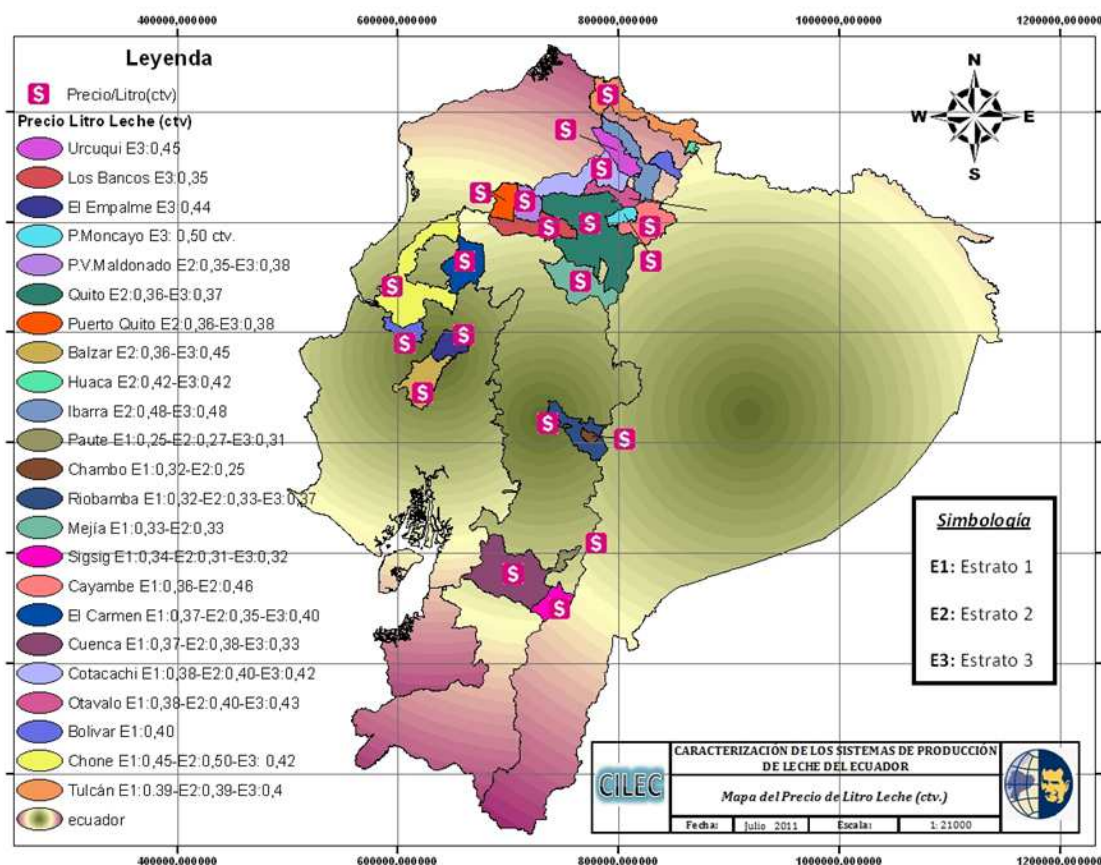 400000,000000 600000,000000 800000,000000 1000000,000000 1200000,000000
Leyenda
$ Precio/Litro(ctv)
Precio Litro Leche (ctv)
Urcuqui E3:0,45
Los Bancos E3:0,35
El Empalme E3:0,44
P.Moncayo E3: 0,50 ctv.
P.V.Maldonado E2:0,35-E3:0,38
Quito E2:0,36-E3:0,37
Puerto Quito E2:0,36-E3:0,38
Balzar E2:0,36-E3:0,45
Huaca E2:0,42-E3:0,42
Ibarra E2:0,48-E3:0,48
Paute E1:0,25-E2:0,27-E3:0,31
Chambo E1:0,32-E2:0,25
Riobamba E1:0,32-E2:0,33-E3:0,37
Mejía E1:0,33-E2:0,33
Sigsig E1:0,34-E2:0,31-E3:0,32
Cayambe E1:0,36-E2:0,46
El Carmen E1:0,37-E2:0,35-E3:0,40
Cuenca E1:0,37-E2:0,38-E3:0,33
Cotacachi E1:0,38-E2:0,40-E3:0,42
Otavalo E1:0,38-E2:0,40-E3:0,43
Bolivar E1:0,40
Chone E1:0,45-E2:0,50-E3: 0,42
Tulcán E1:0.39-E2:0,39-E3:0,4
ecuador
N
W E
S
Simbología
E1: Estrato 1
E2: Estrato 2
E3: Estrato 3
CILEC
CARACTERIZACIÓN DE LOS SISTEMAS DE PRODUCCIÓN
DE LECHE DEL ECUADOR
Mapa del Precio de Litro Leche (ctv.)
Fecha: Julio 2011 Escala: 1:21000
400000,000000 600000,000000 800000,000000 1000000,000000 1200000,000000